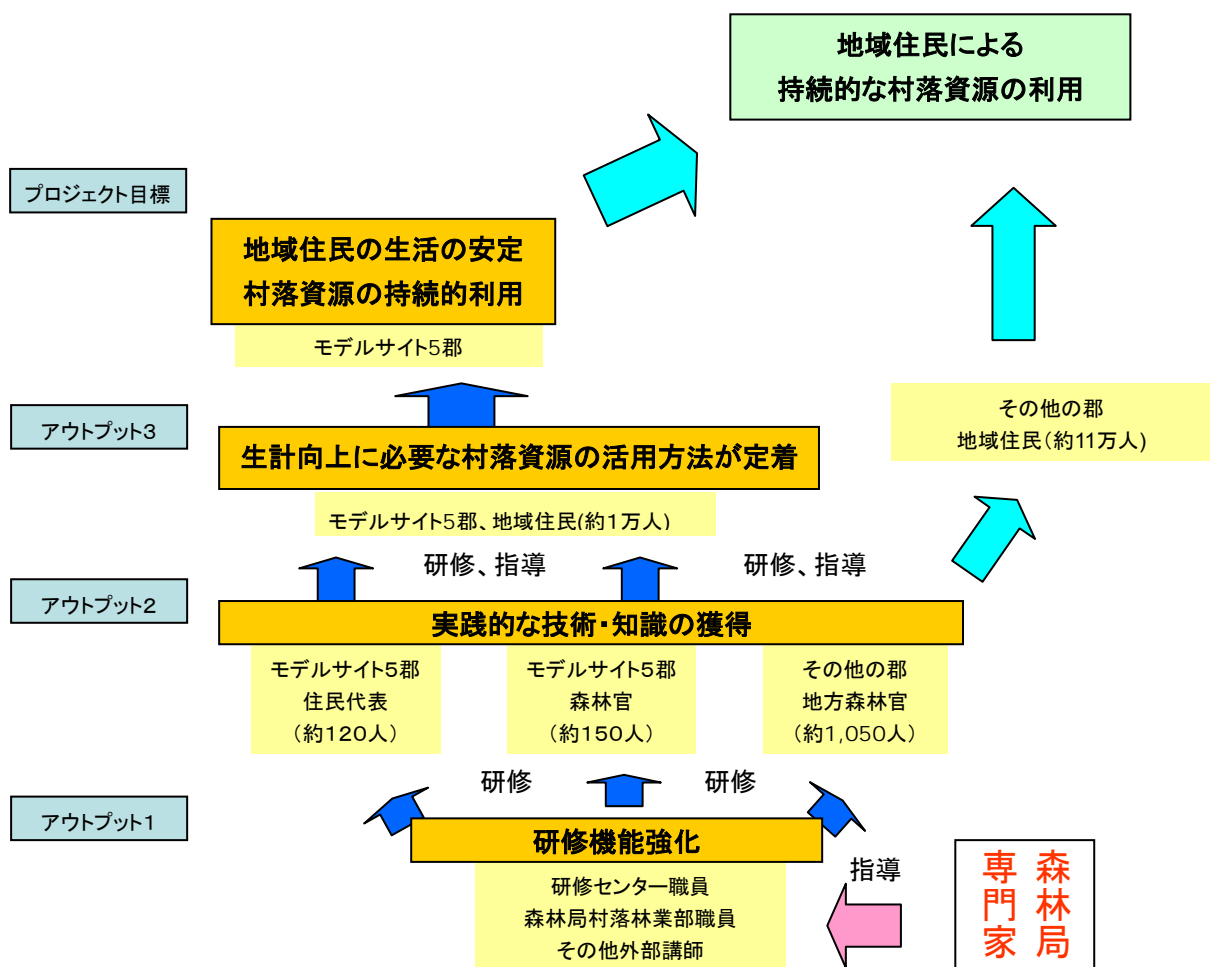 地域住民による
持続的な村落資源の利用
プロジェクト目標
地域住民の生活の安定
村落資源の持続的利用
モデルサイト5郡
アウトプット3
生計向上に必要な村落資源の活用方法が定着
モデルサイト5郡、地域住民(約1万人)
その他の郡
地域住民(約11万人)
研修、指導
研修、指導
アウトプット2
実践的な技術・知識の獲得
モデルサイト5郡
住民代表
(約120人)
モデルサイト5郡
森林官
(約150人)
その他の郡
地方森林官
(約1,050人)
研修
研修
アウトプット1
研修機能強化
研修センター職員
森林局村落林業部職員
その他外部講師
指導
森林局
専門家